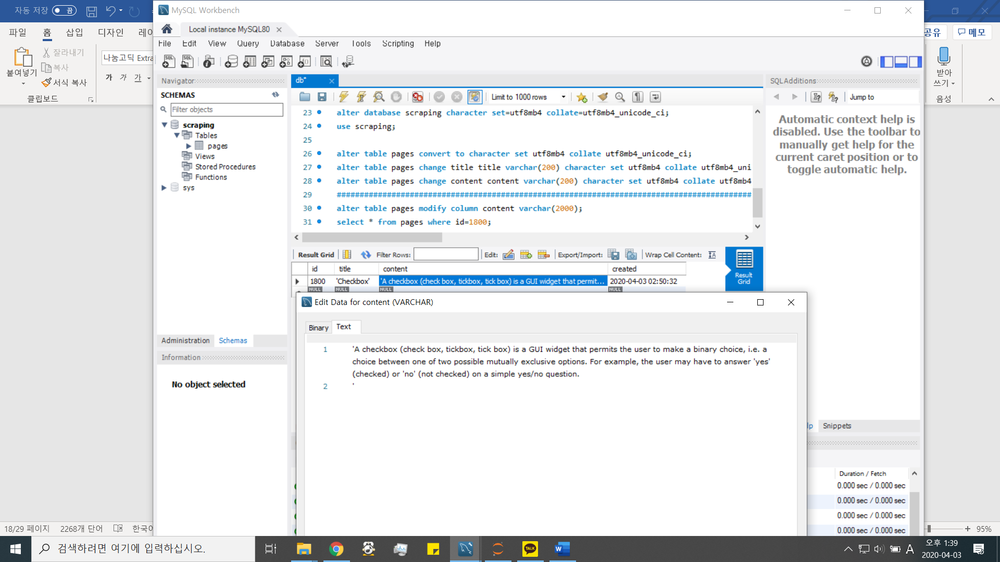 자동 저장 끔
MySQL Workbench
Local instance MySQL80
파일 홈 삽입 디자인 레이
공유 메모
File Edit View Query Database Server Tools Scripting Help
붙여넣기
잘라내기
복사
서식 복사
클립보드
나눔고딕 Extra
가 가 가
받아
쓰기
음성
Navigator
SCHEMAS
Filter objects
scraping
Tables
pages
Views
Stored Procedures
Functions
sys
Administration Schemas
Information
No object selected
db*
Limit to 1000 rows
23 alter database scraping character set=utf8mb4 collate=utf8mb4_unicode_ci;
24 use scraping;
25
26 alter table pages convert to character set utf8mb4 collate utf8mb4_unicode_ci;
27 alter table pages change title title varchar(200) character set utf8mb4 collate utf8mb4_uni
28 alter table pages change content content varchar(200) character set utf8mb4 collate utf8mb4
29 ###########################################################################################
30 alter table pages modify column content varchar(2000);
31 select * from pages where id=1800;
SQLAdditions
Jump to
Automatic context help is
disabled. Use the toolbar to
manually get help for the
current caret position or to
toggle automatic help.
Result Grid Filter Rows: Edit: Export/Import: Wrap Cell Content:
Result
Grid
id title content created
1800 'Checkbox' 'A checkbox (check box, tickbox, tick box) is a GUI widget that permit... 2020-04-03 02:50:32
NULL NULL NULL NULL
Edit Data for content (VARCHAR)
Binary Text
1 'A checkbox (check box, tickbox, tick box) is a GUI widget that permits the user to make a binary choice, i.e. a
choice between one of two possible mutually exclusive options. For example, the user may have to answer 'yes'
(checked) or 'no' (not checked) on a simple yes/no question.
2 '
lp Snippets
Duration / Fetch
0.000 sec / 0.000 sec
0.000 sec / 0.000 sec
0.000 sec / 0.000 sec
0.000 sec / 0.000 sec
18/29 페이지 2268개 단어 한국어
95%
검색하려면 여기에 입력하십시오.
TALK
A
오후 1:39
2020-04-03